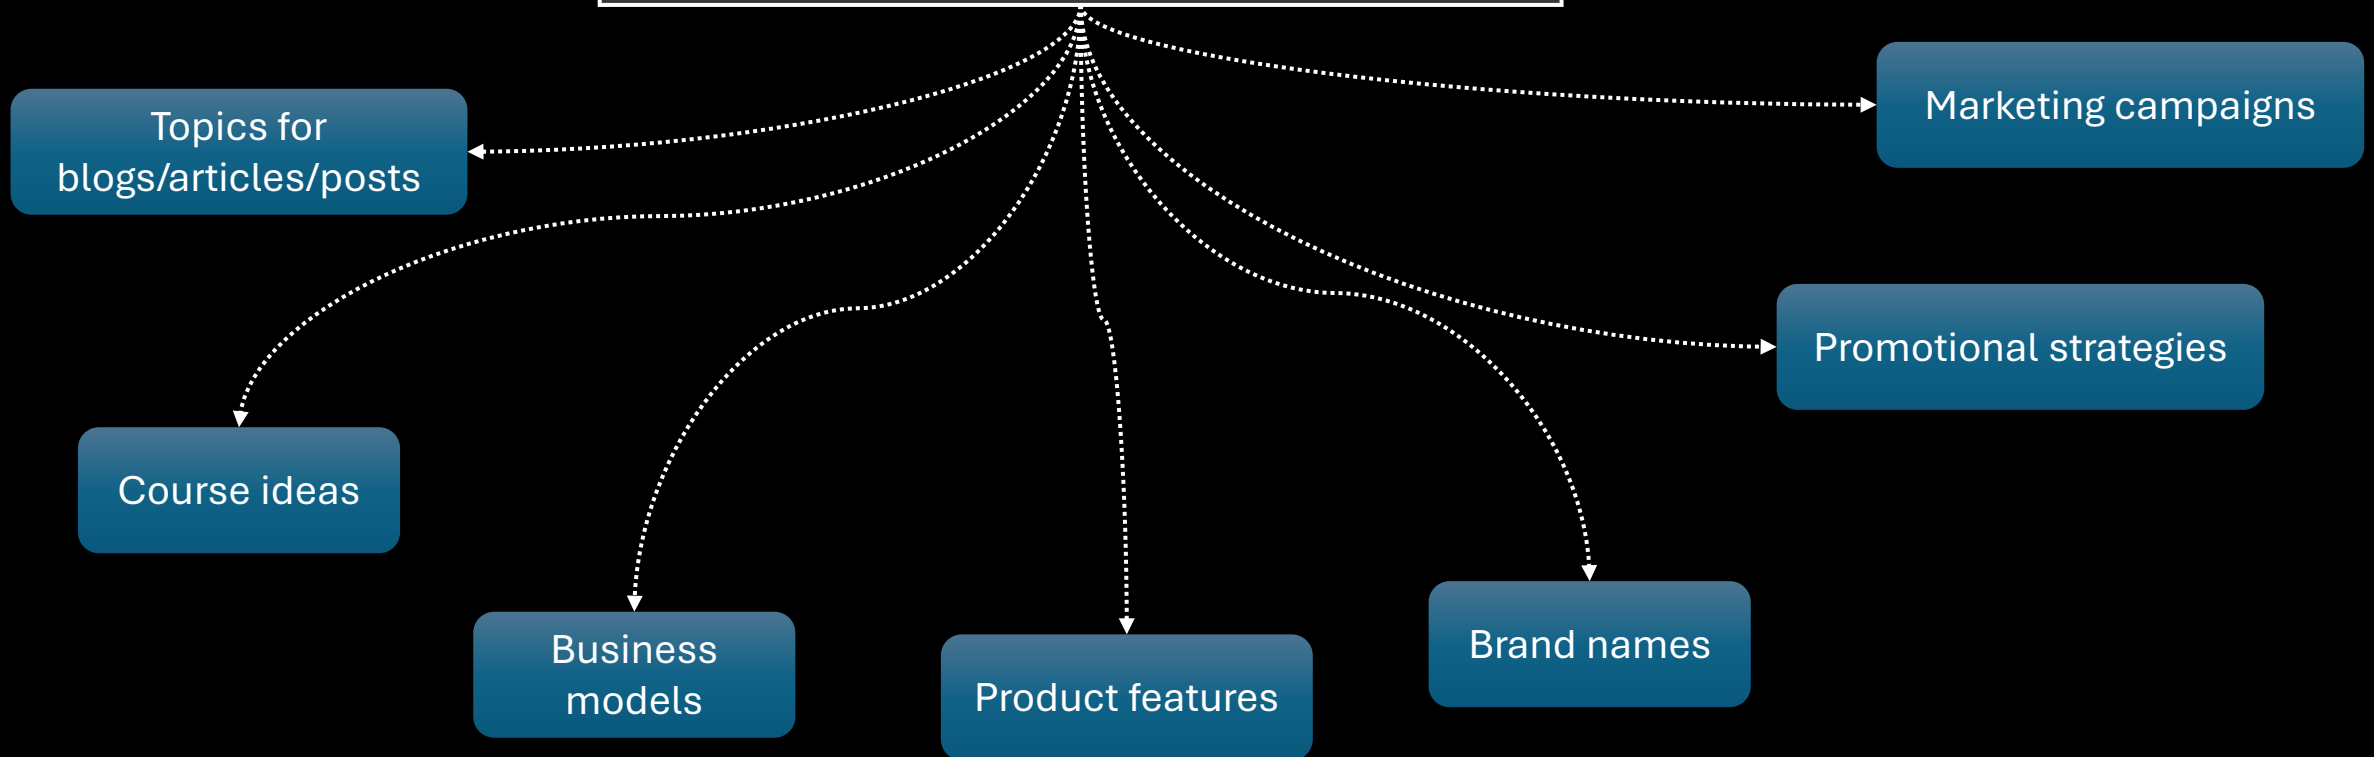 Marketing campaigns
Topics for
blogs/articles/posts
Promotional strategies
Course ideas
Business
models
Product features
Brand names